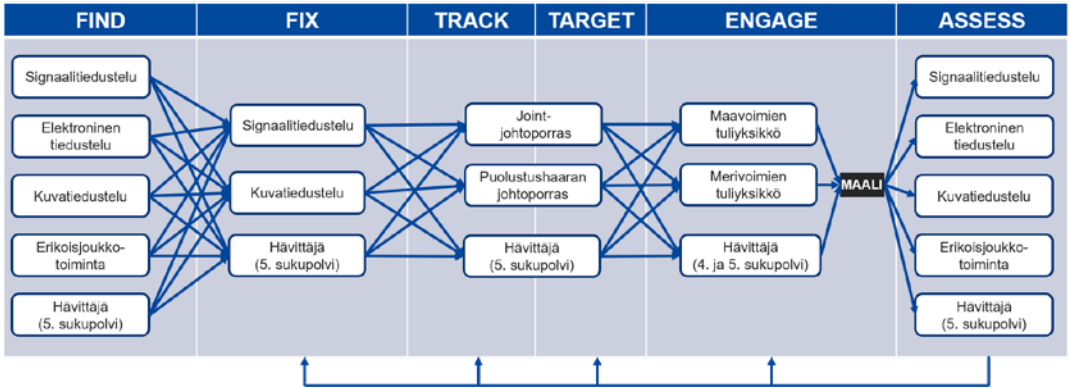 FIND
FIX
TRACK
TARGET
ENGAGE
ASSESS
Signaalitiedustelu
Elektroninen
tiedustelu
Kuvatiedustelu
Erikoisjoukko-
toiminta
Hävittäjä
(5. sukupolvi)
Signaalitiedustelu
Kuvatiedustelu
Hävittäjä
(5. sukupolvi)
Joint-
johtoporras
Puolustushaaran
johtoporras
Hävittäjä
(5. sukupolvi)
Maavoimien
tuliyksikkö
Merivoimien
tuliyksikkö
Hävittäjä
(4. ja 5. sukupolvi)
MAALI
Signaalitiedustelu
Elektroninen
tiedustelu
Kuvatiedustelu
Erikoisjoukko-
toiminta
Hävittäjä
(5. sukupolvi)